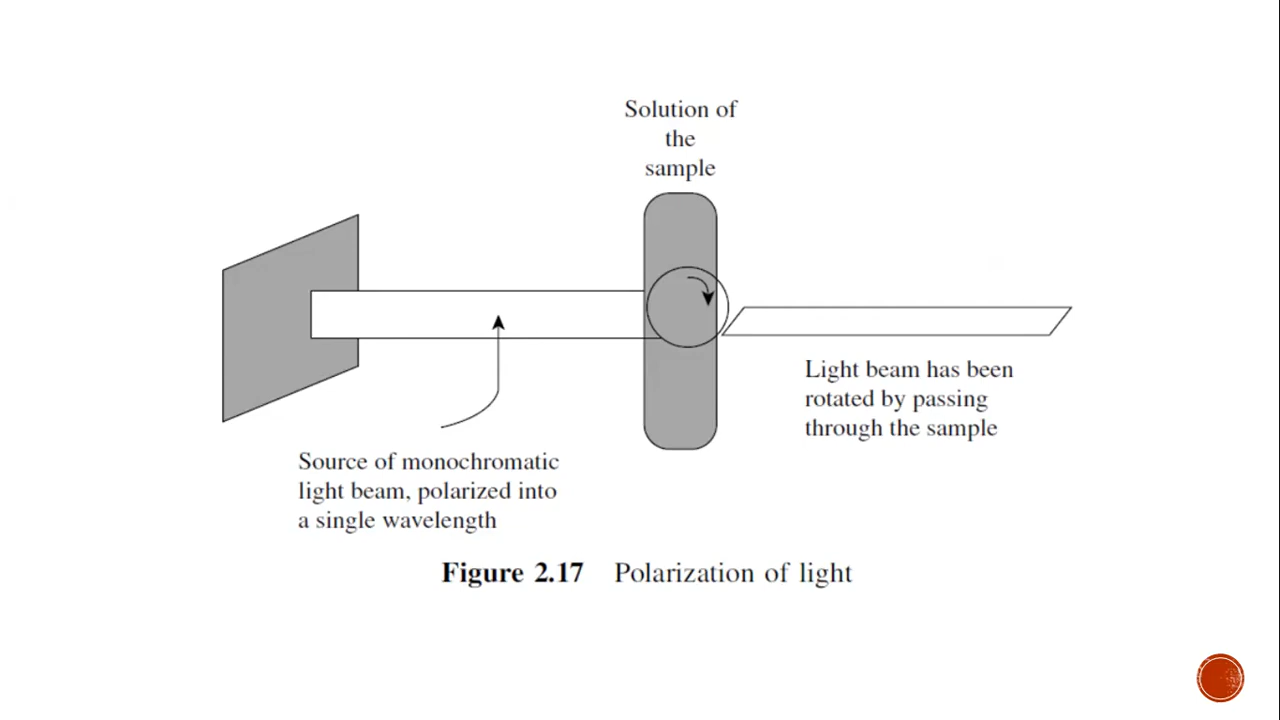 Solution of
the
sample
Light beam has been
rotated by passing
through the sample
Source of monochromatic
light beam, polarized into
a single wavelength
Figure 2.17 Polarization of light